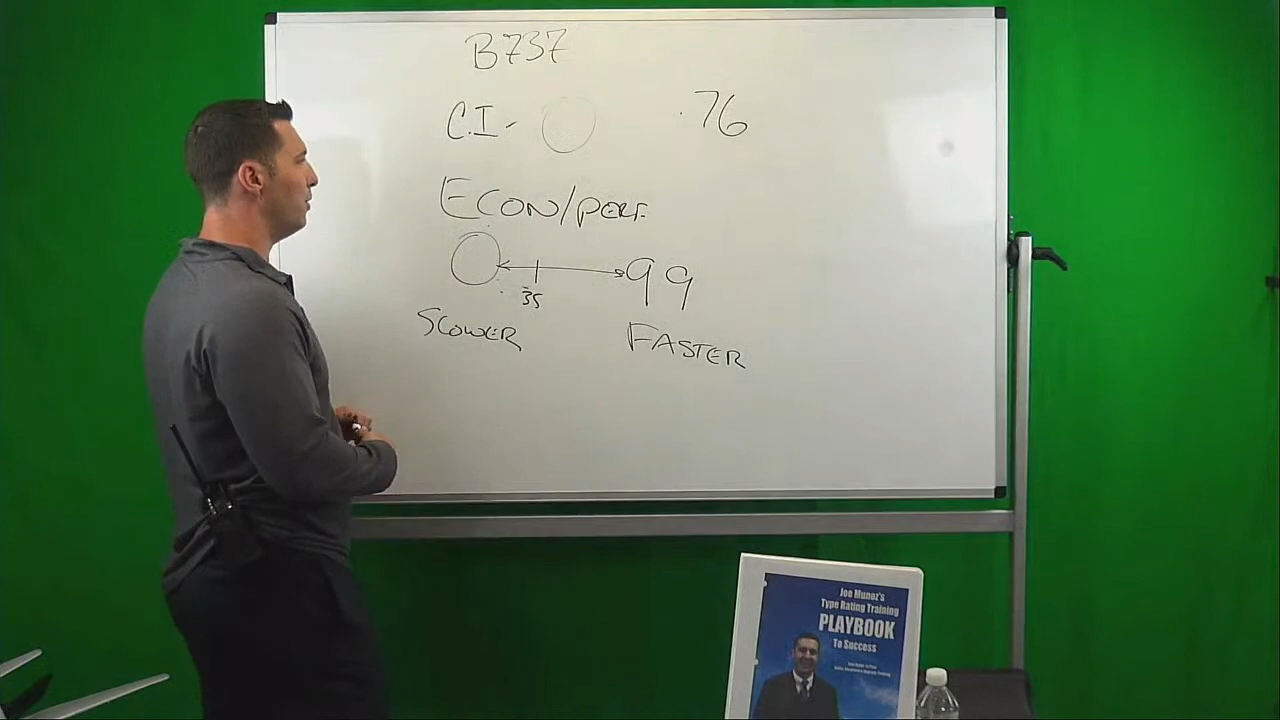 B737
C.I - 0 .76
ECON/PERF
0 35 99
SLOWER FASTER
Joe Munoz's
Type Rating Training
PLAYBOOK
To Success